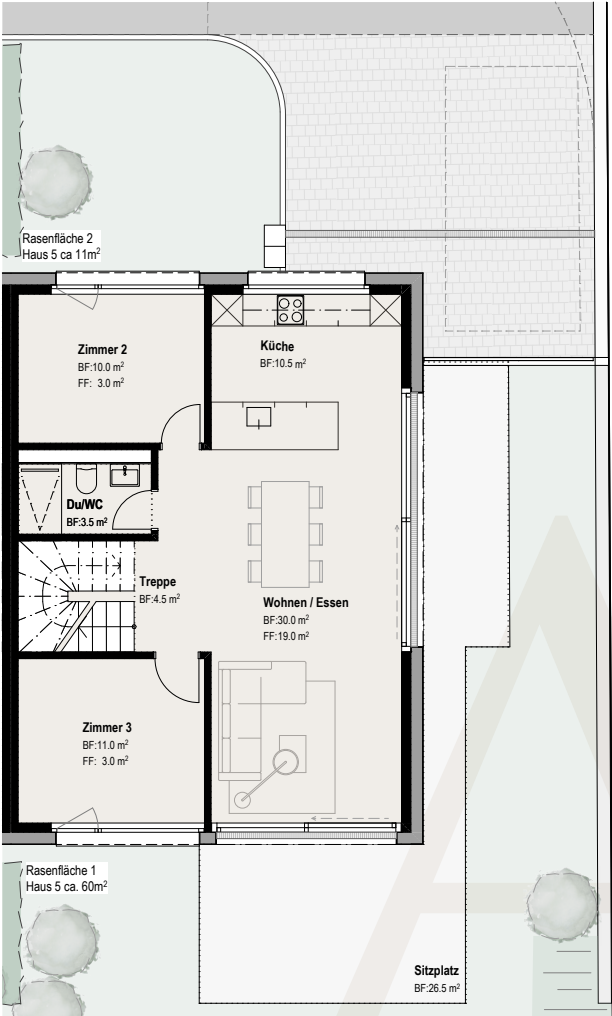 Rasenfläche 2
Haus 5 ca 11m²
Zimmer 2
BF:10.0 m²
FF: 3.0 m²
Küche
BF:10.5 m²
Du/WC
BF:3.5 m²
Treppe
BF:4.5 m²
Wohnen / Essen
BF:30.0 m²
FF:19.0 m²
Zimmer 3
BF:11.0 m²
FF: 3.0 m²
Rasenfläche 1
Haus 5 ca. 60m²
Sitzplatz
BF:26.5 m²